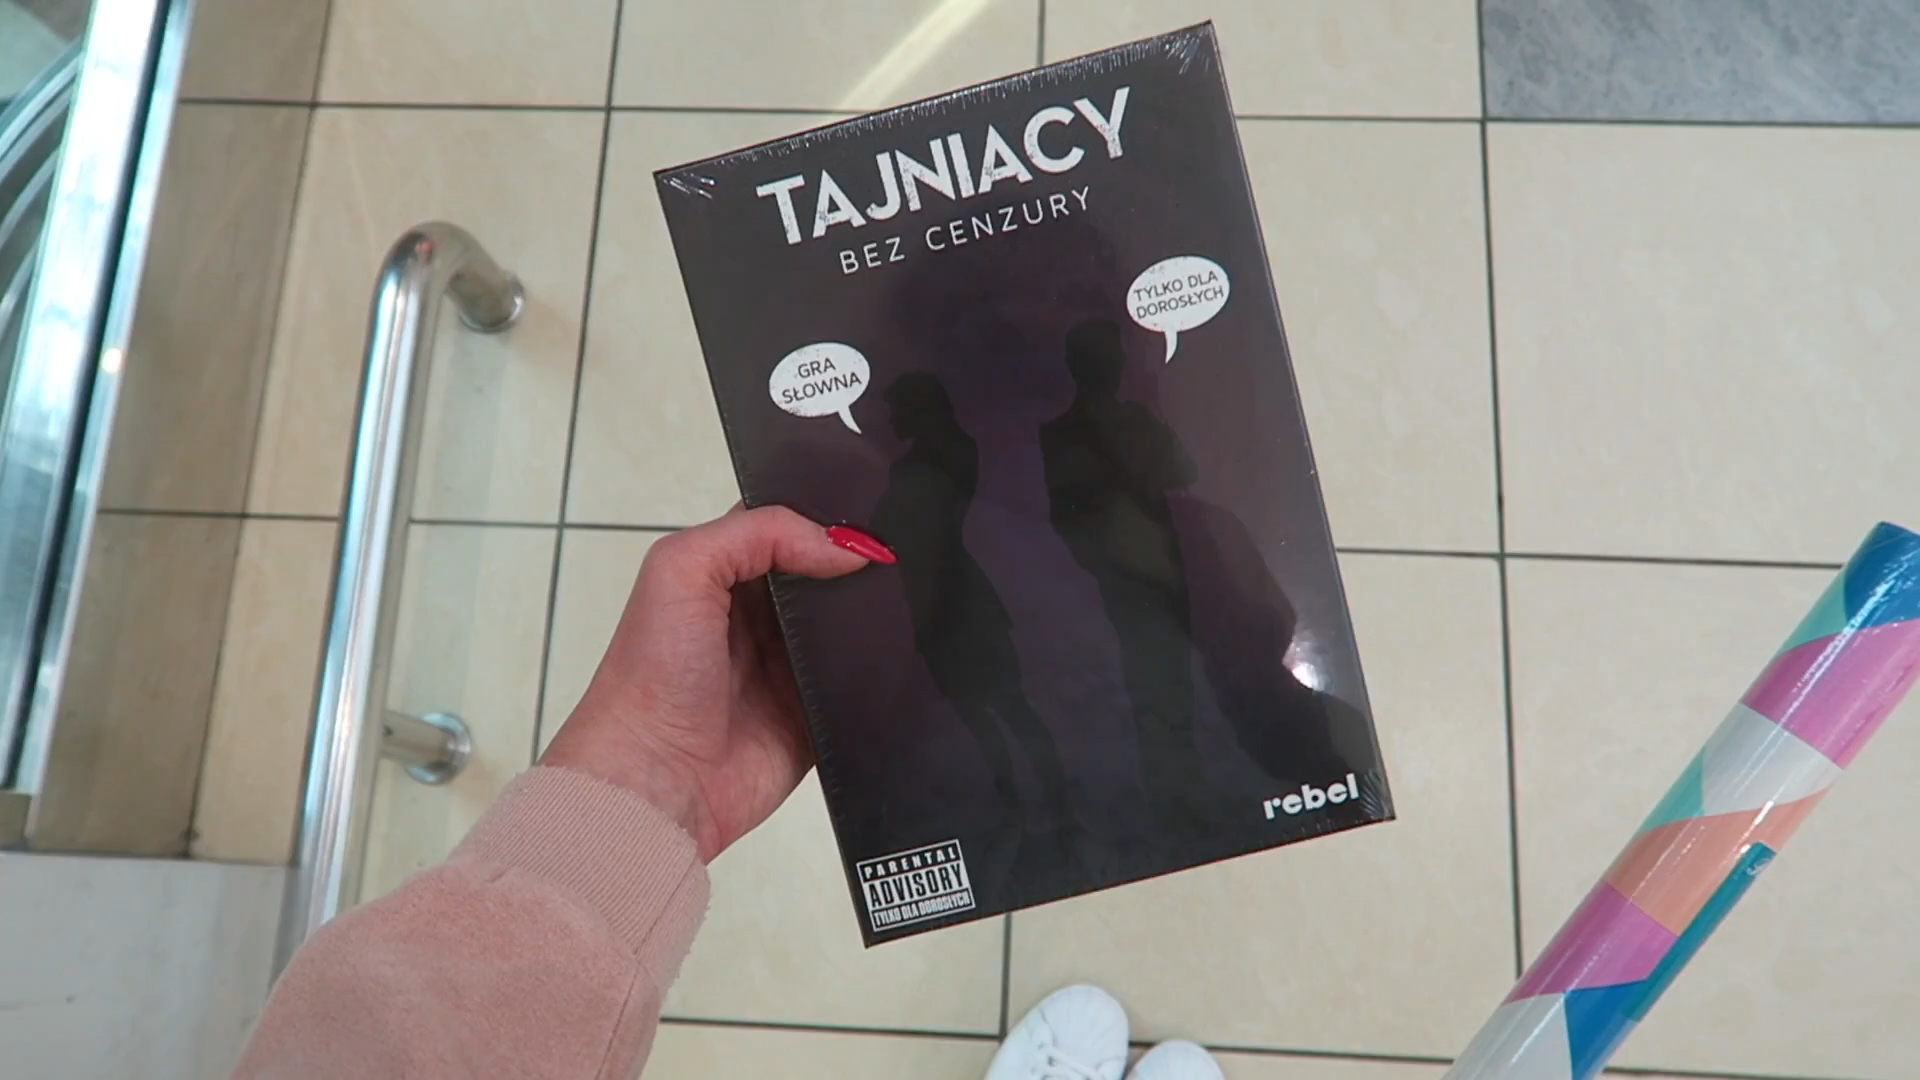 TAJNIACY
BEZ CENZURY
TYLKO DLA
DOROSŁYCH
GRA
SŁOWNA
rebel
PARENTAL
ADVISORY
TYLKO DLA DOROSŁYCH